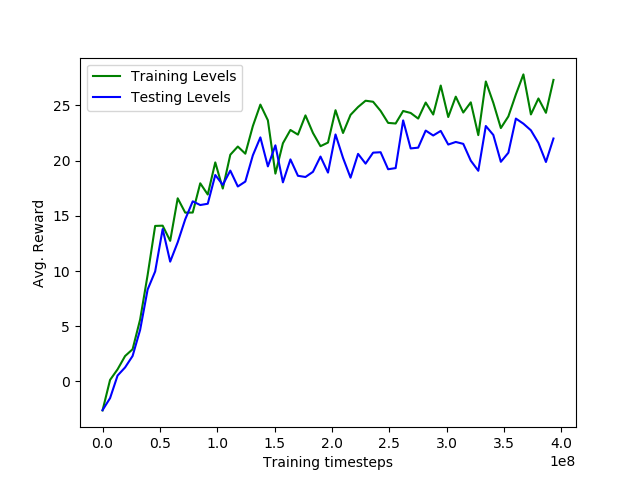 Training Levels
Testing Levels
Avg. Reward
25
20
15
10
5
0
0.0 0.5 1.0 1.5 2.0 2.5 3.0 3.5 4.0
Training timesteps
1e8